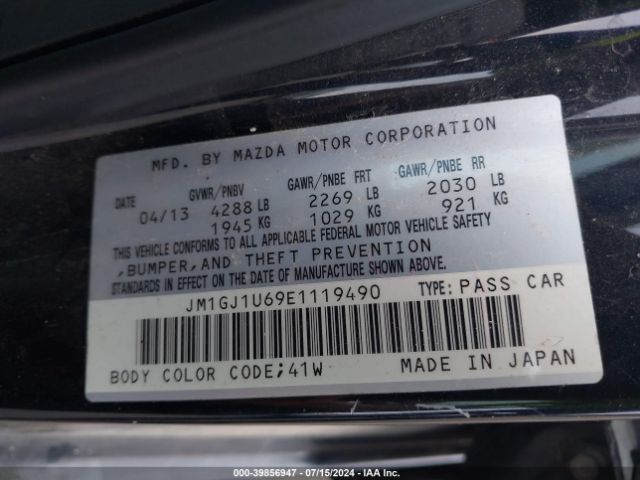 MFD. BY MAZDA MOTOR CORPORATION
DATE GVWR/PNBV GAWR/PNBE FRT GAWR/PNBE RR
04/13 4288 LB 2269 LB 2030 LB
1945 KG 1029 KG 921 KG
THIS VEHICLE CONFORMS TO ALL APPLICABLE FEDERAL MOTOR VEHICLE SAFETY
,BUMPER,AND THEFT PREVENTION
STANDARDS IN EFFECT ON THE DATE OF MANUFACTURE SHOWN ABOVE.
JM1GJ1U69E1119490 TYPE: PASS CAR
BODY COLOR CODE;41W MADE IN JAPAN
000-39856947 - 07/15/2024 - IAA Inc.